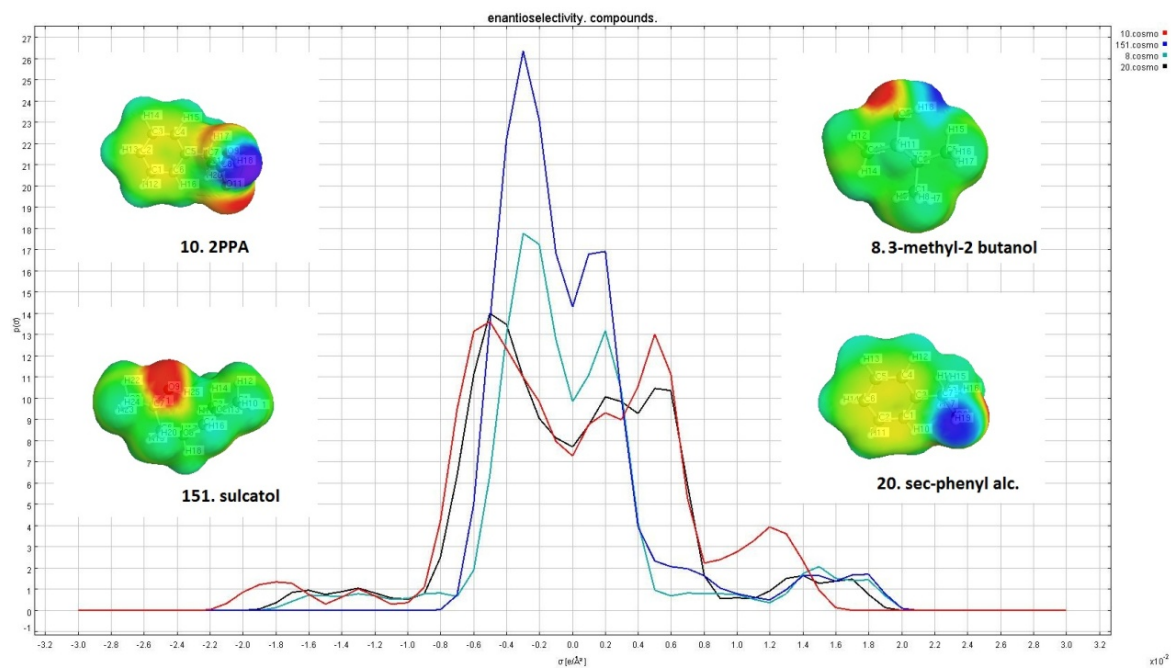 enantioselectivity. compounds.
10.cosmo
151.cosmo
8.cosmo
20.cosmo
27
26
25
24
23
22
21
20
19
18
17
16
15
14
13
12
11
10
9
8
7
6
5
4
3
2
1
0
-1
p(σ)
10. 2PPA
8.3-methyl-2 butanol
151. sulcatol
20. sec-phenyl alc.
-3.0 -2.8 -2.6 -2.4 -2.2 -2.0 -1.8 -1.6 -1.4 -1.2 -1.0 -0.8 -0.6 -0.4 -0.2 0.0 0.2 0.4 0.6 0.8 1.0 1.2 1.4 1.6 1.8 2.0 2.2 2.4 2.6 2.8 3.0 3.2
σ [e/Å²]
x10⁻²